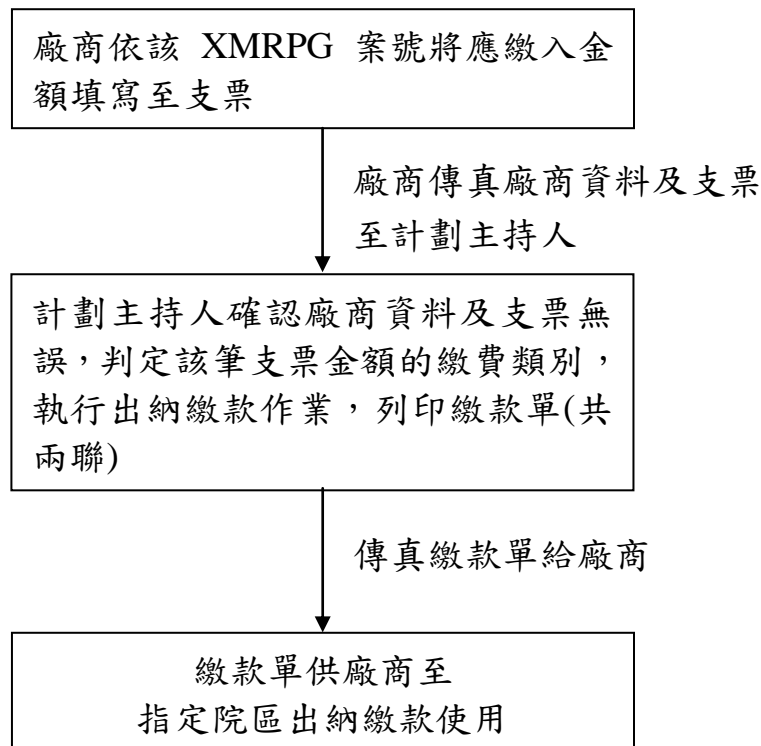 廠商依該 XMRPG 案號將應繳入金
額填寫至支票
廠商傳真廠商資料及支票
至計劃主持人
計劃主持人確認廠商資料及支票無
誤，判定該筆支票金額的繳費類別，
執行出納繳款作業，列印繳款單(共
兩聯)
傳真繳款單給廠商
繳款單供廠商至
指定院區出納繳款使用